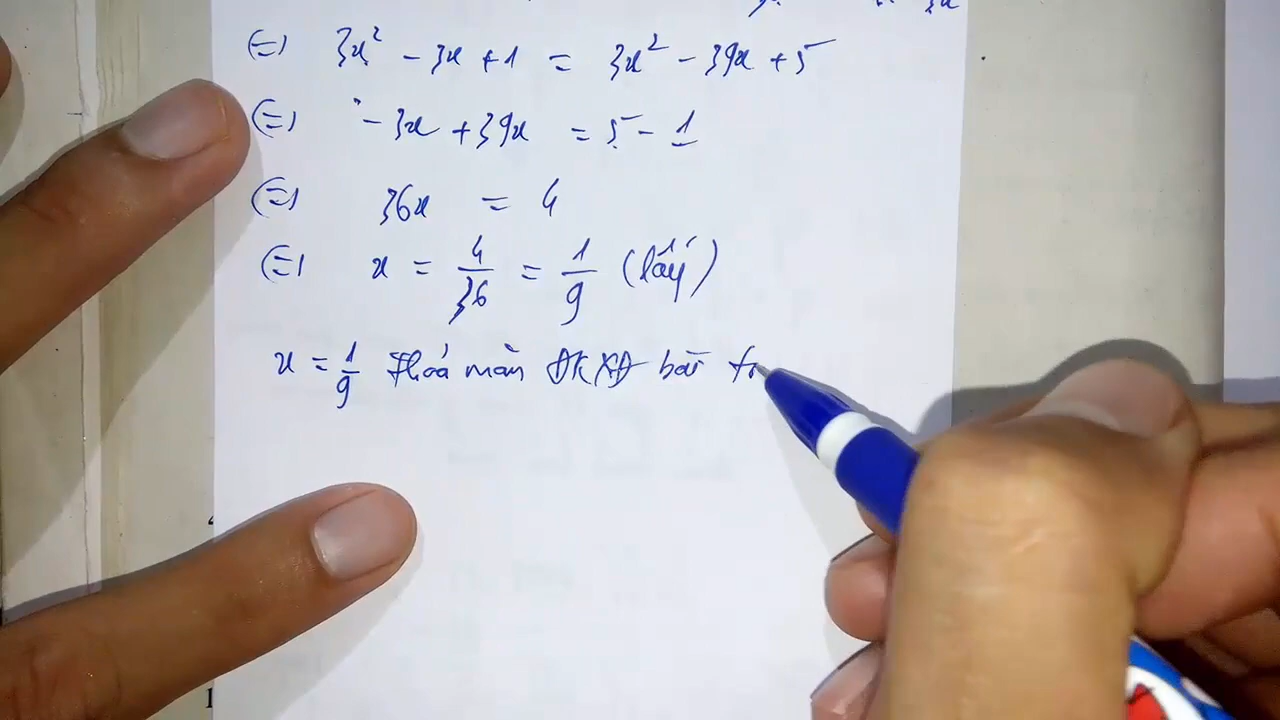 (=) 3x² - 3x + 1 = 3x² - 39x + 5
(=) - 3x + 39x = 5 - 1
(=) 36x = 4
(=) x = 4/36 = 1/9 (lấy)
x = 1/9 thoả mãn ĐKXĐ bài